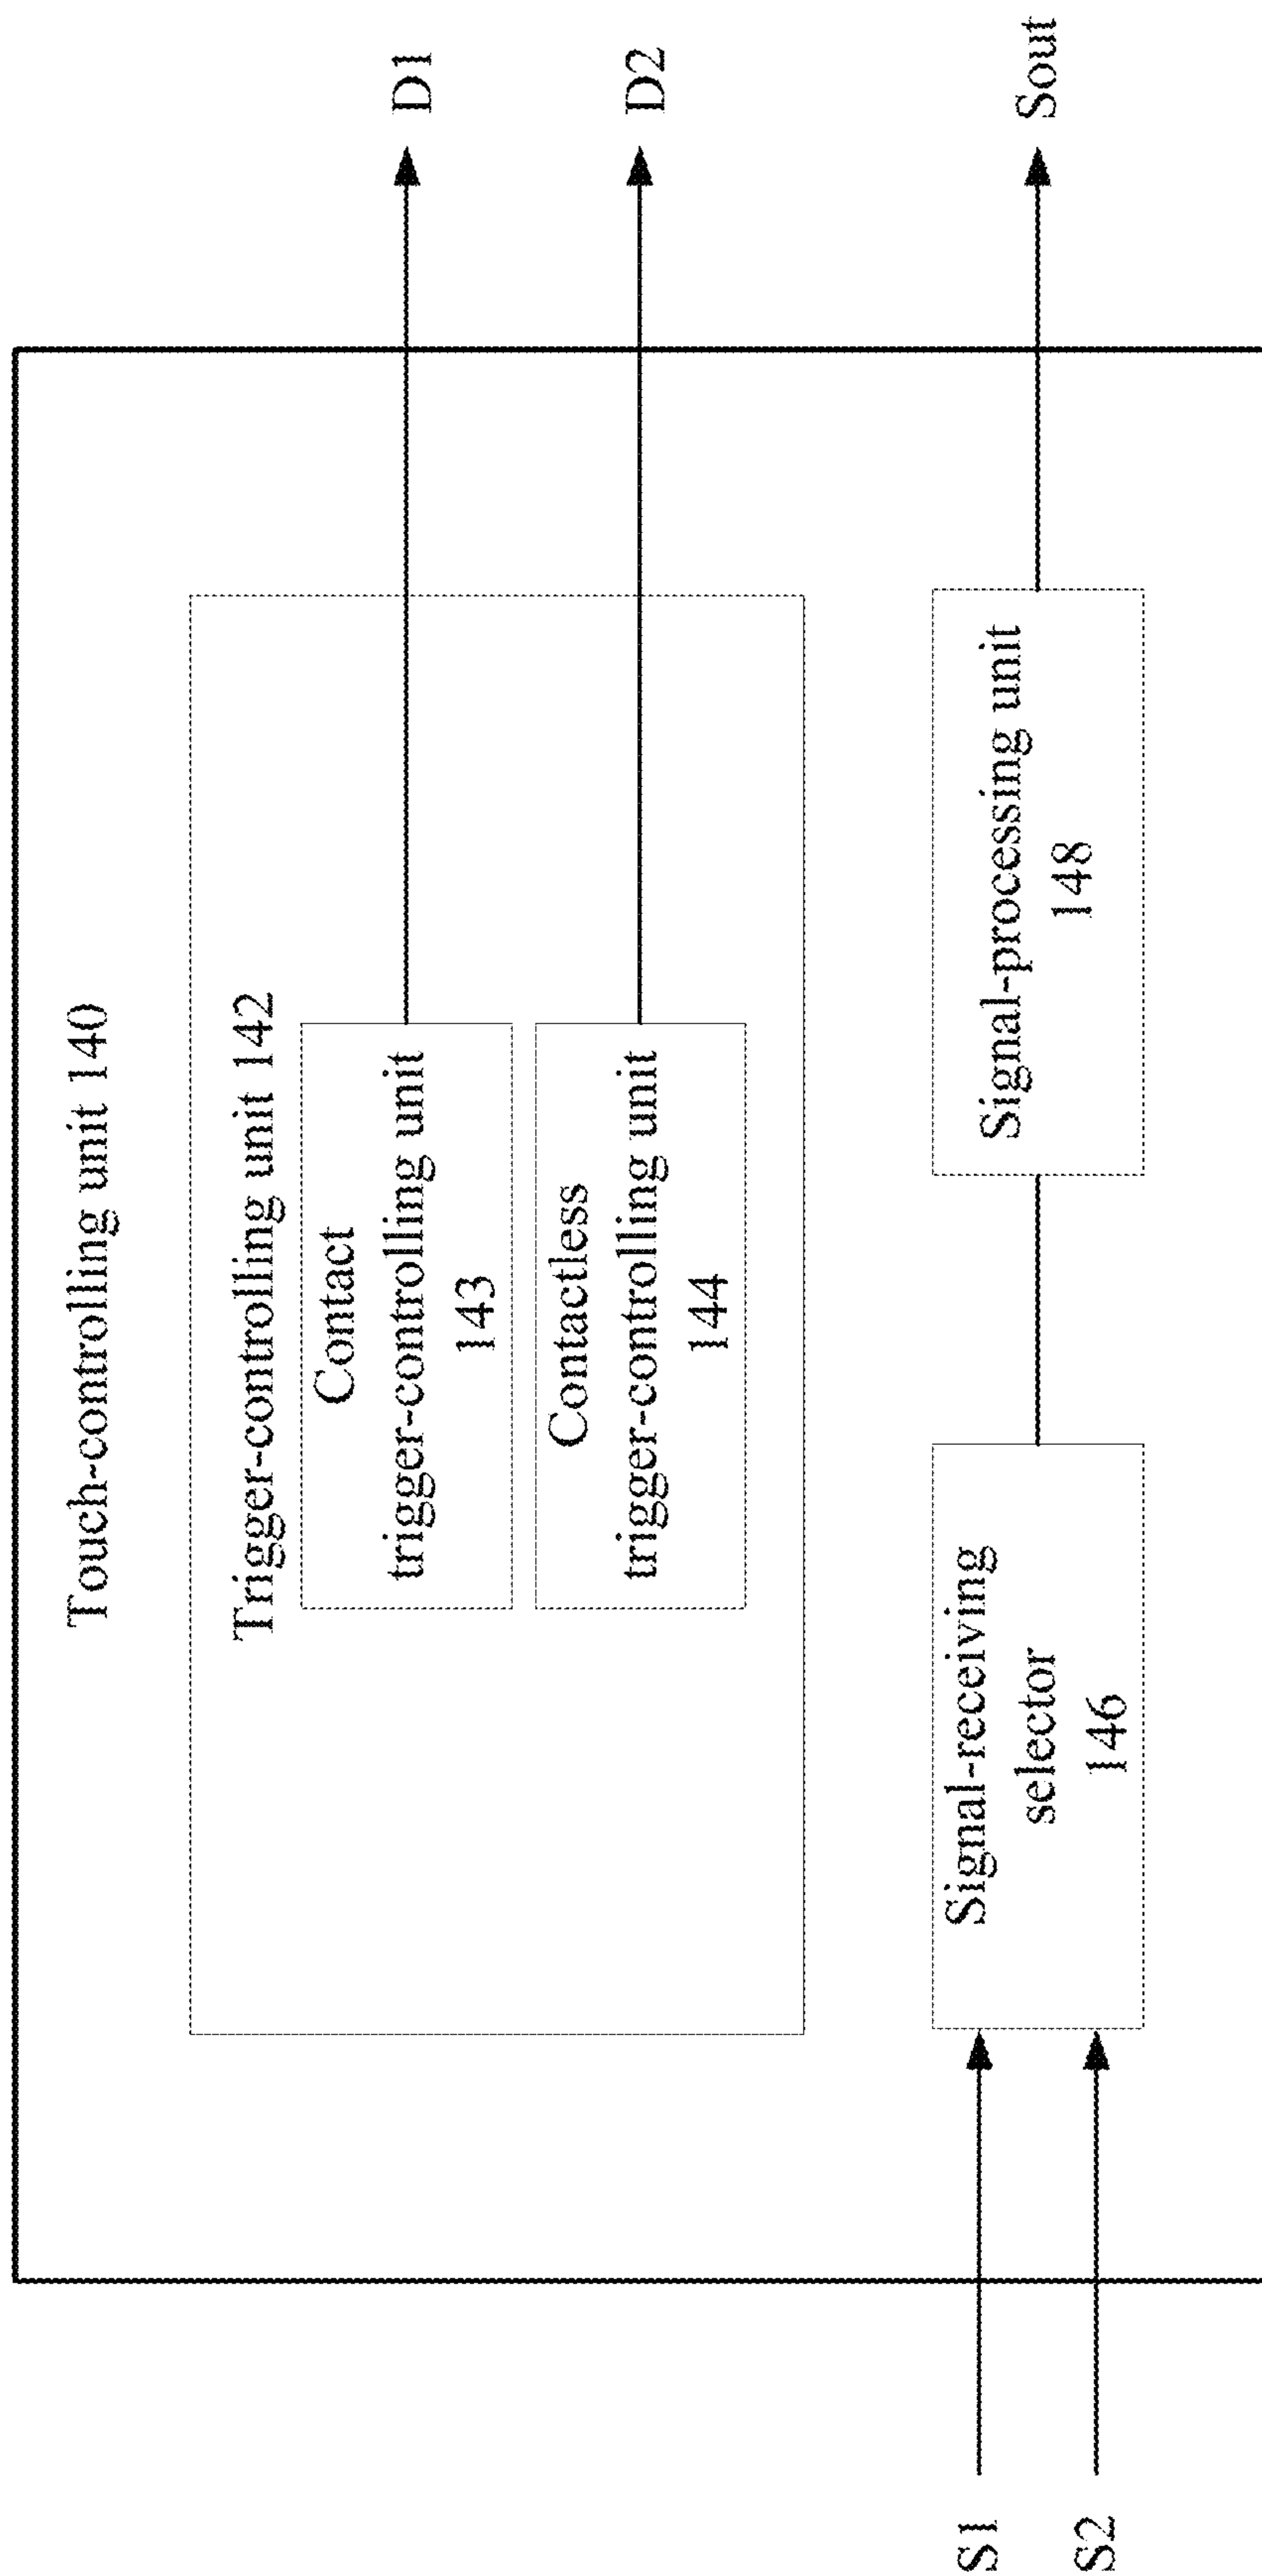 Touch-controlling unit 140
Trigger-controlling unit 142
Contact
trigger-controlling unit
143
D1
Contactless
trigger-controlling unit
144
D2
S1
S2
Signal-receiving
selector
146
Signal-processing unit
148
Sout